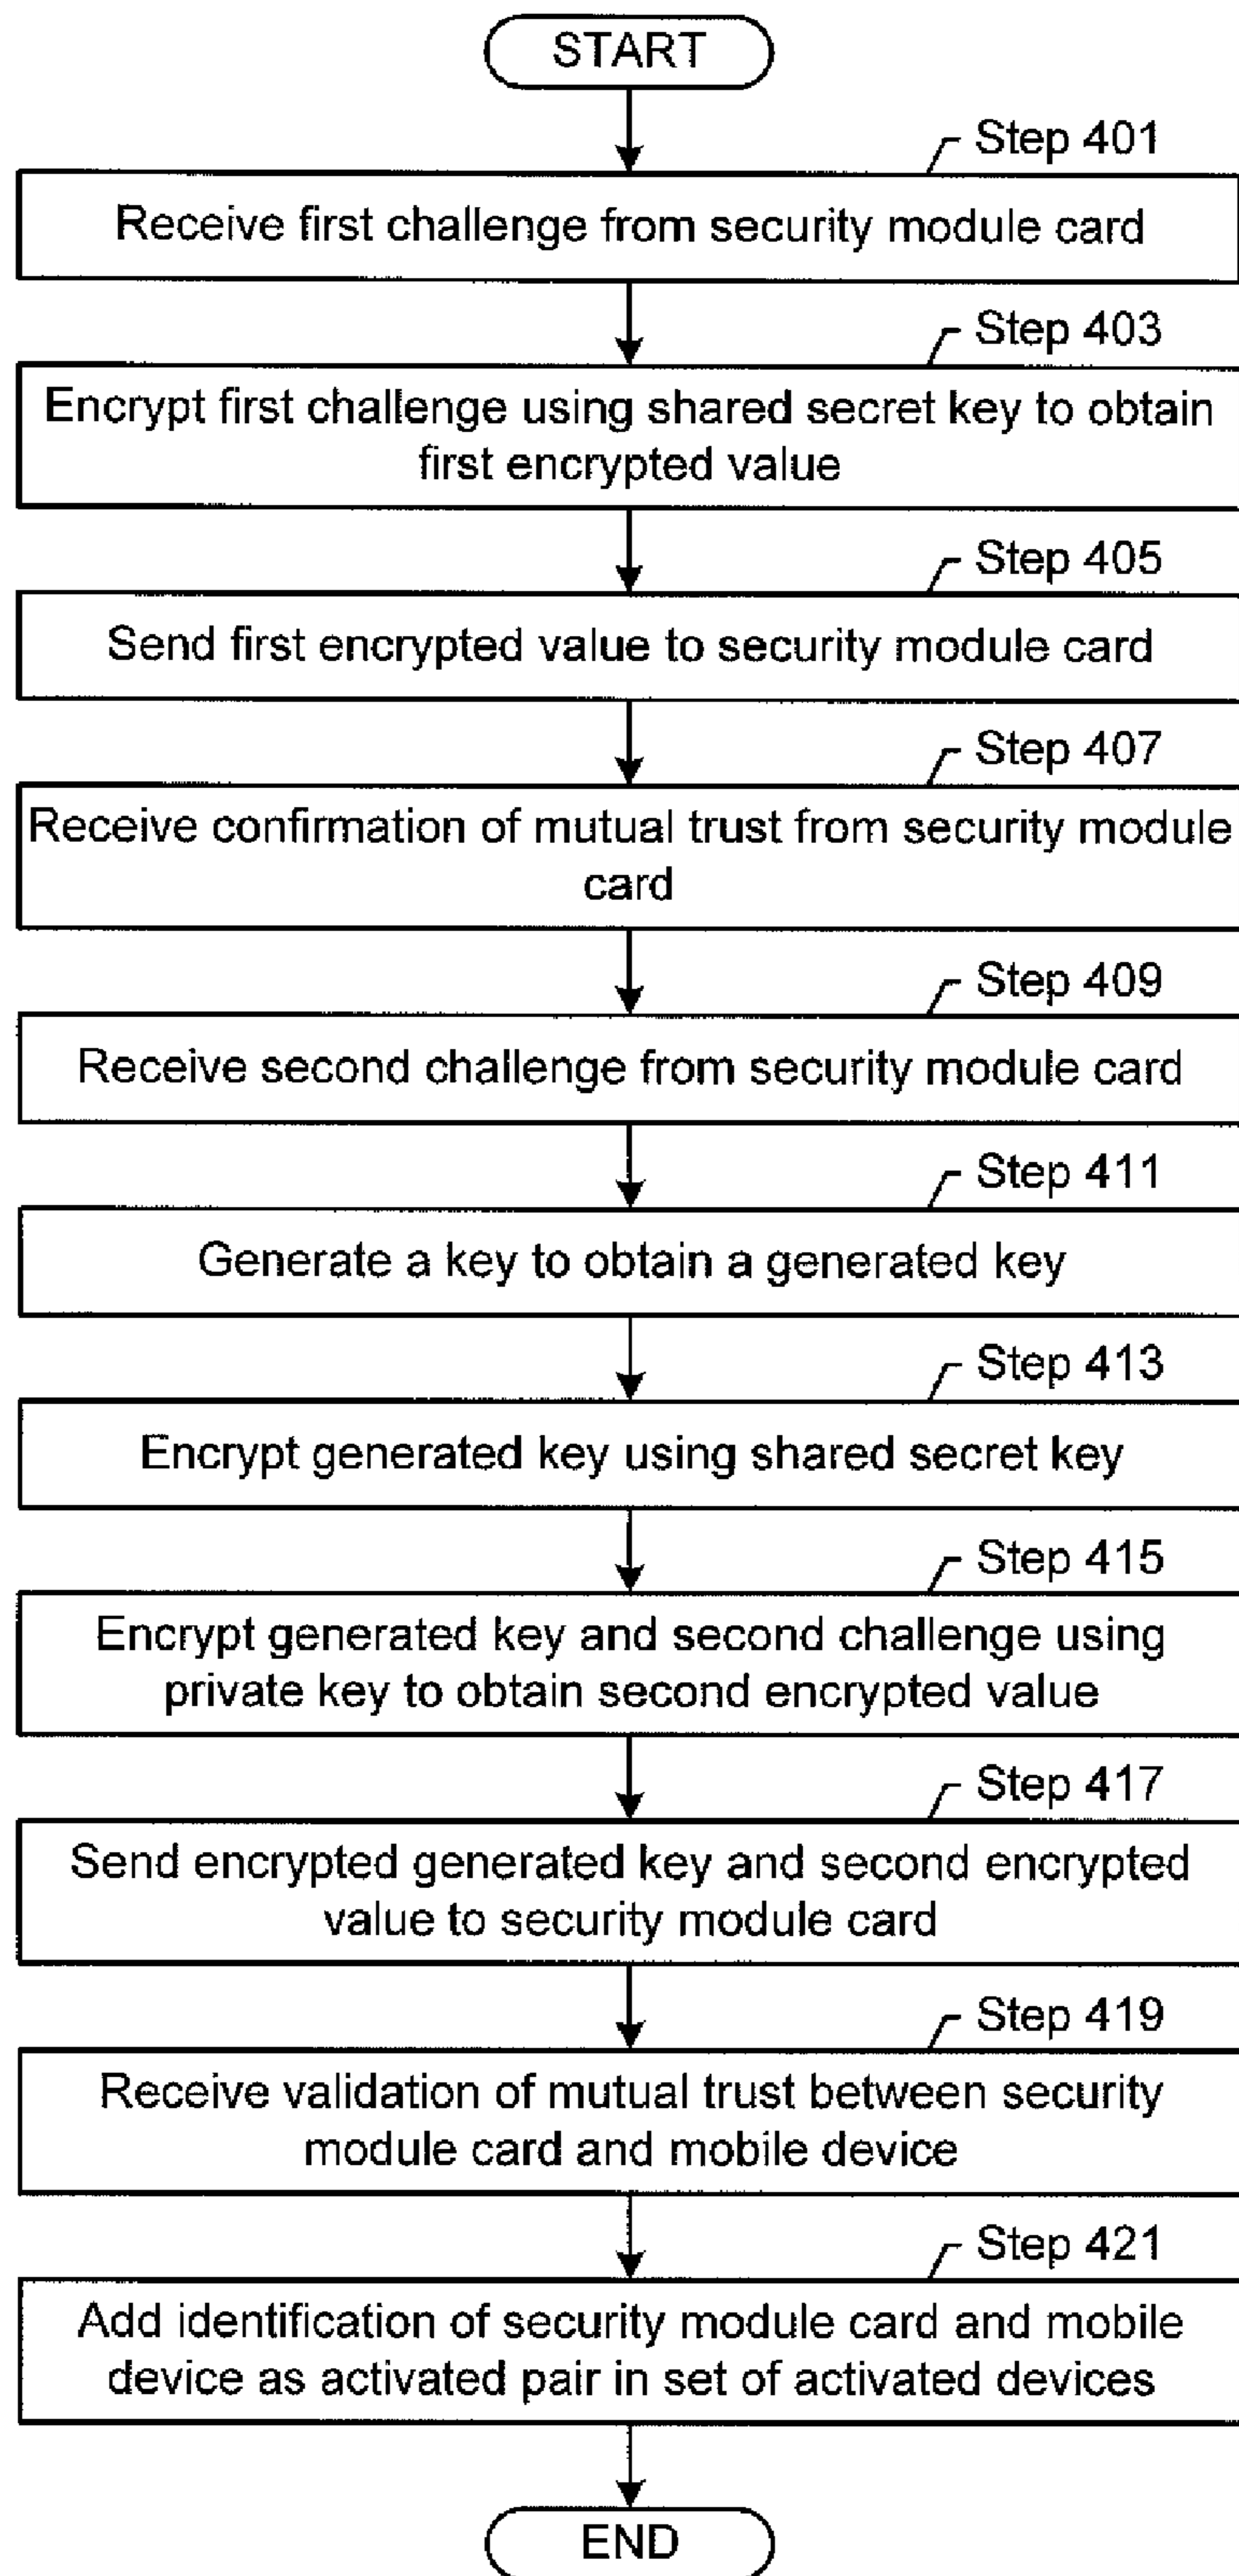 START
Step 401
Receive first challenge from security module card
Step 403
Encrypt first challenge using shared secret key to obtain
first encrypted value
Step 405
Send first encrypted value to security module card
Step 407
Receive confirmation of mutual trust from security module
card
Step 409
Receive second challenge from security module card
Step 411
Generate a key to obtain a generated key
Step 413
Encrypt generated key using shared secret key
Step 415
Encrypt generated key and second challenge using
private key to obtain second encrypted value
Step 417
Send encrypted generated key and second encrypted
value to security module card
Step 419
Receive validation of mutual trust between security
module card and mobile device
Step 421
Add identification of security module card and mobile
device as activated pair in set of activated devices
END